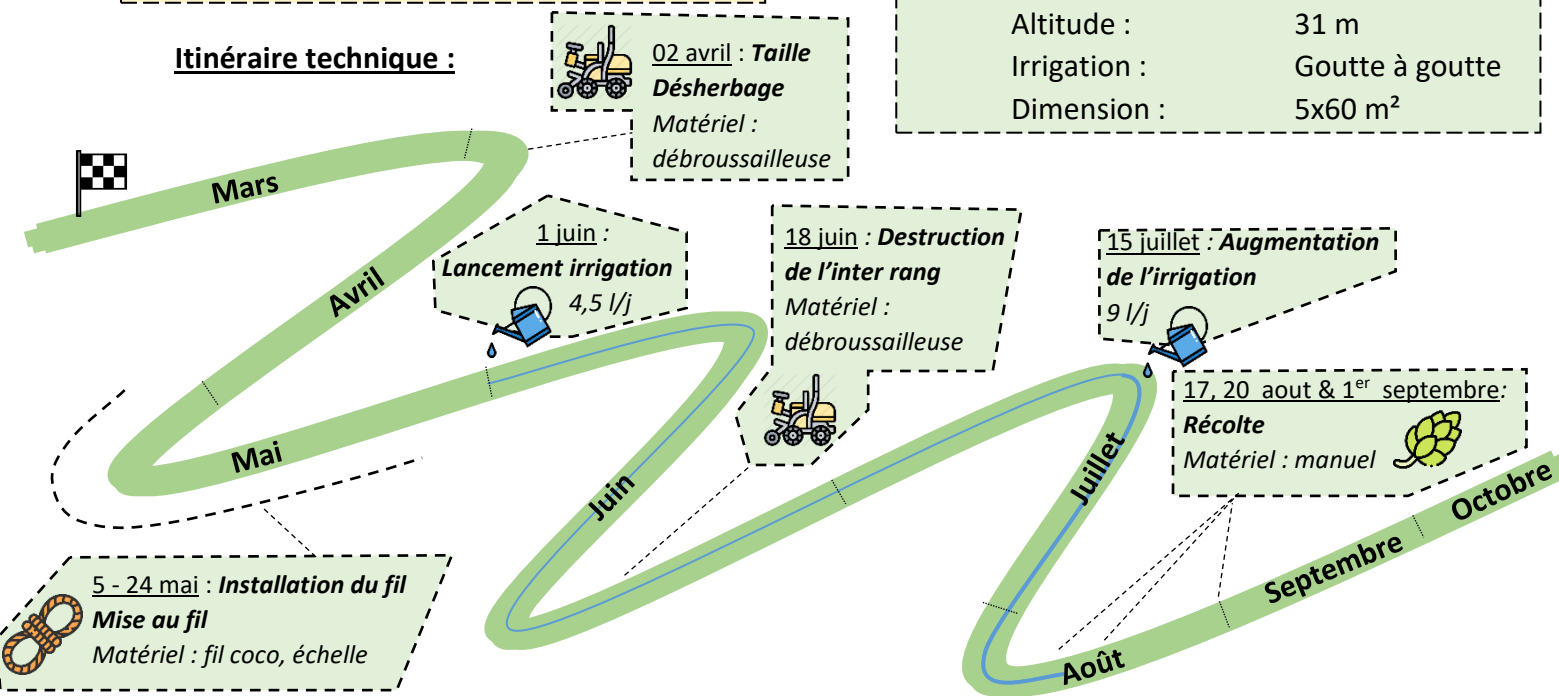 Altitude : 31 m
Irrigation : Goutte à goutte
Dimension : 5x60 m²
Itinéraire technique :
02 avril : Taille
Désherbage
Matériel :
débroussailleuse
Mars
Avril
1 juin :
Lancement irrigation
4,5 l/j
18 juin : Destruction
de l’inter rang
Matériel :
débroussailleuse
15 juillet : Augmentation
de l’irrigation
9 l/j
17, 20 aout & 1er septembre:
Récolte
Matériel : manuel
Mai
Juin
Juillet
Août
Septembre
Octobre
5 - 24 mai : Installation du fil
Mise au fil
Matériel : fil coco, échelle